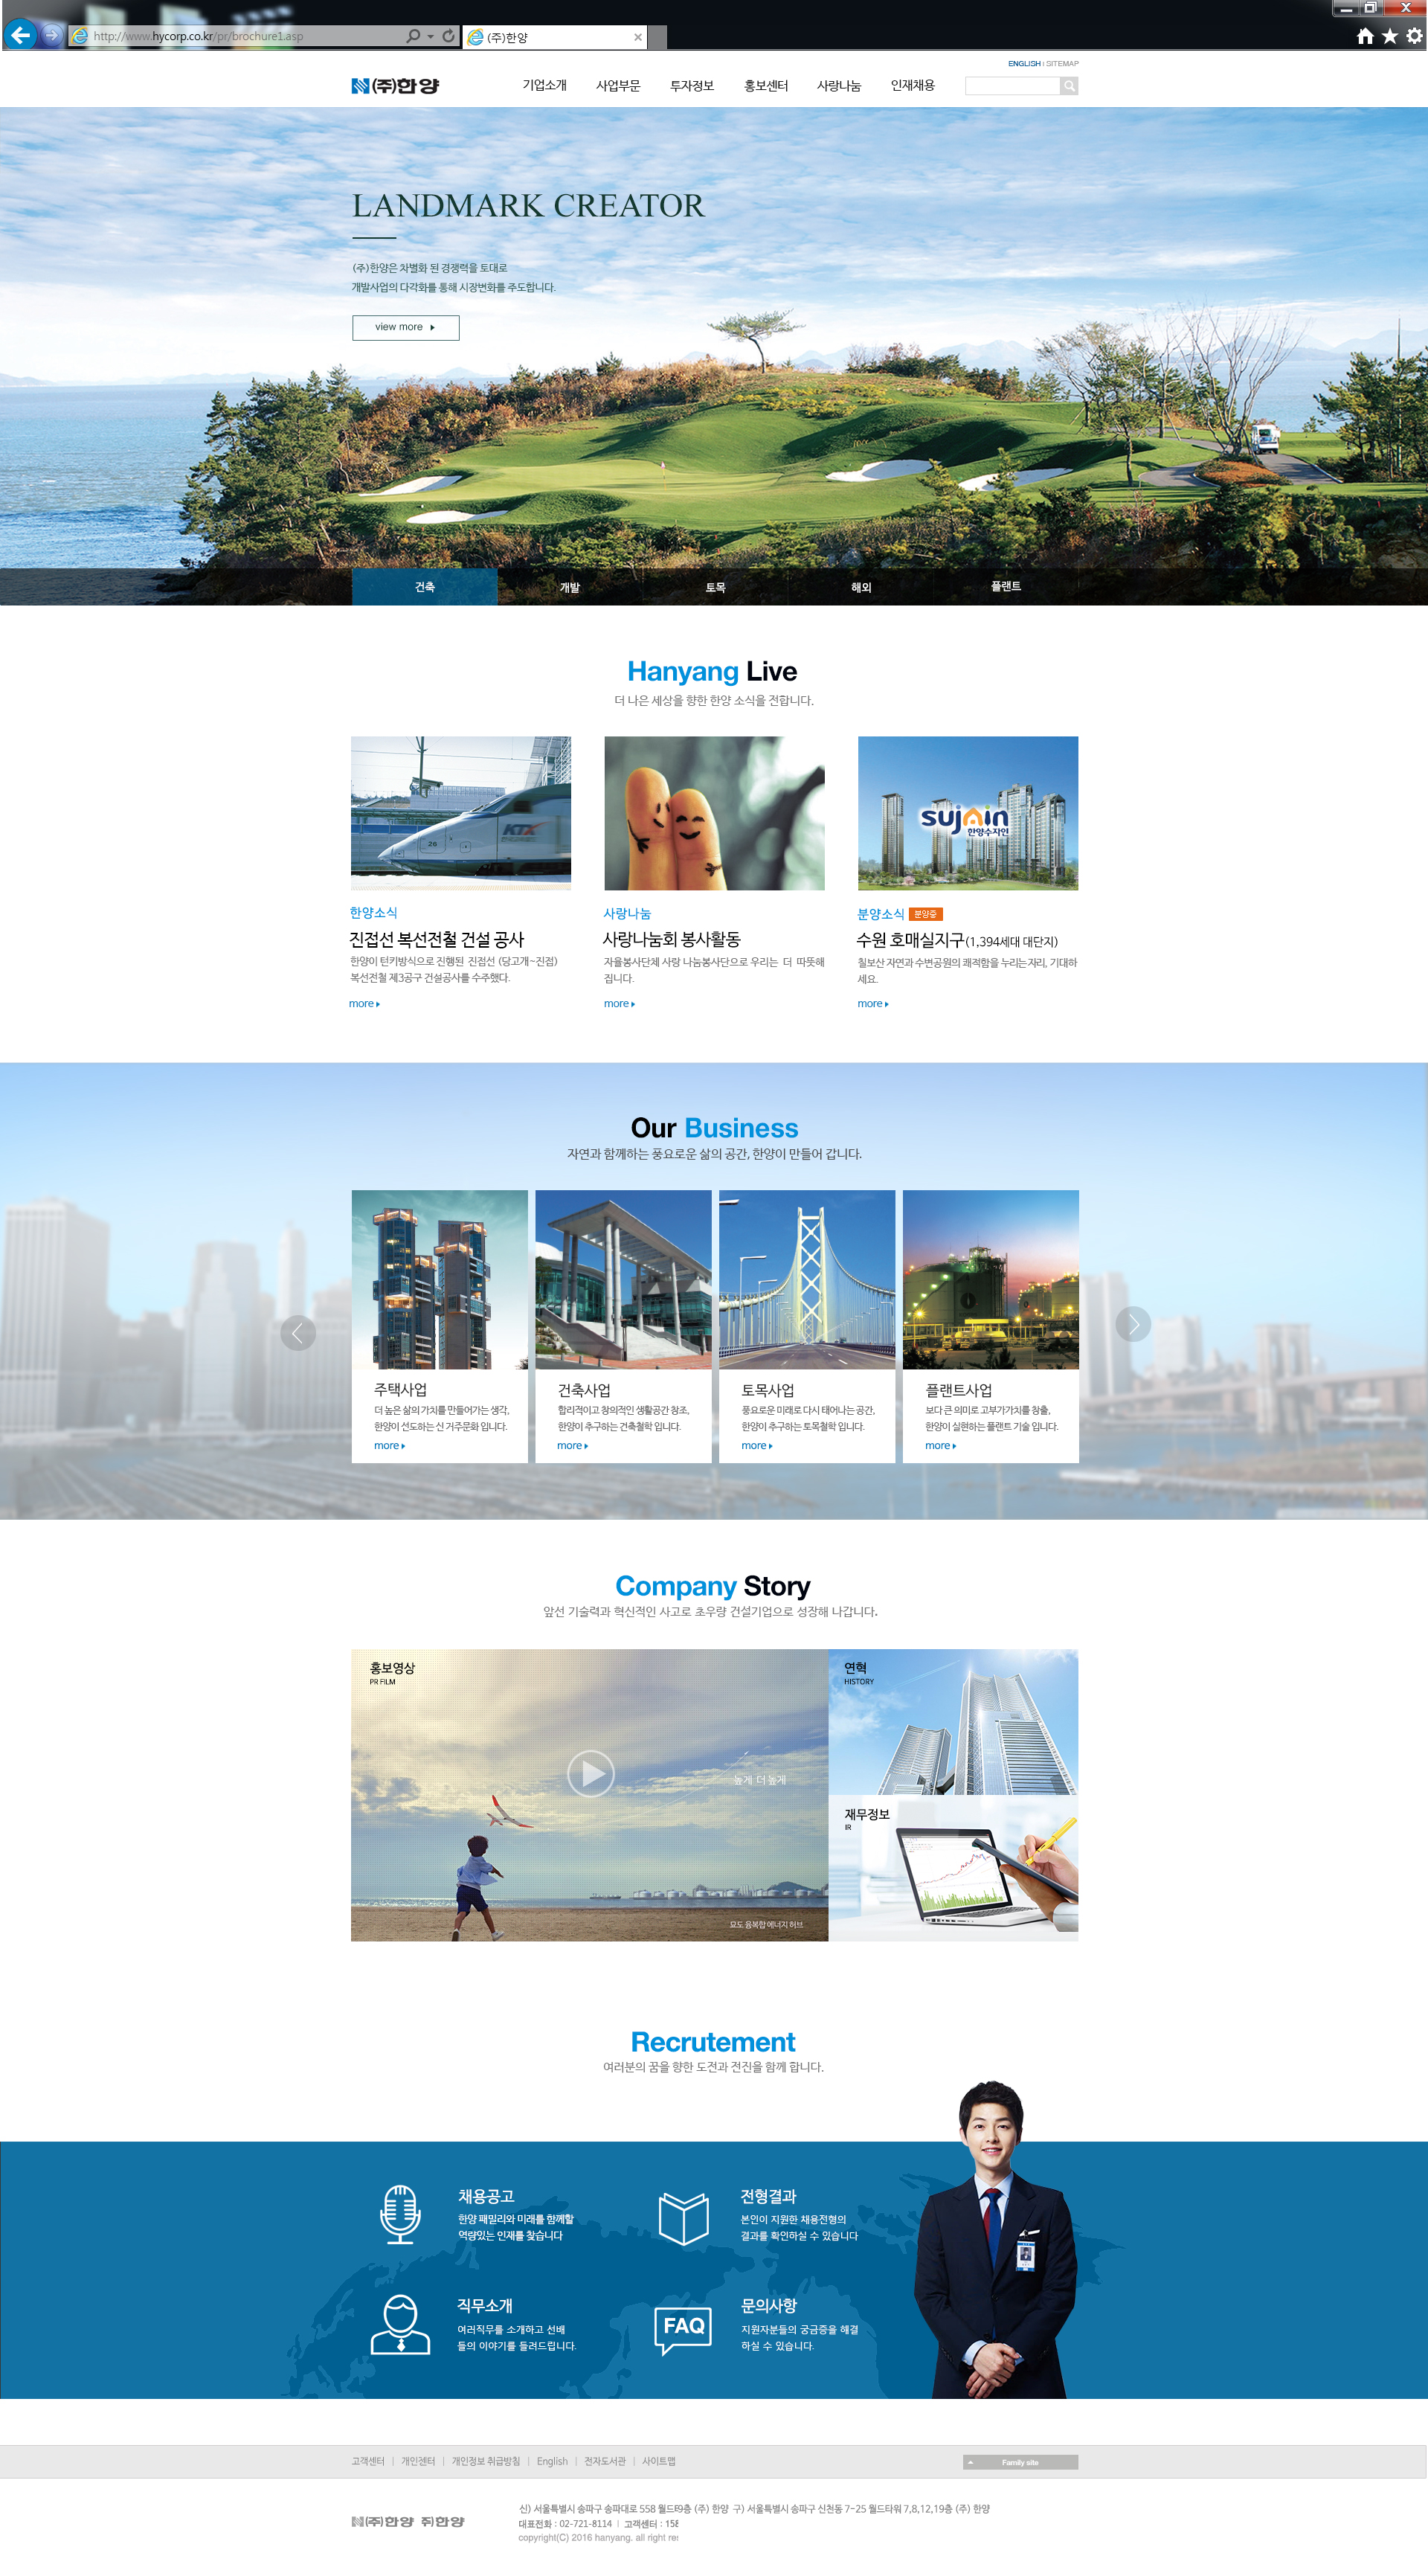 http://www.hycorp.co.kr/pr/brochure1.asp
(주)한양
ENGLISH | SITEMAP
(주)한양
기업소개 사업부문 투자정보 홍보센터 사랑나눔 인재채용
LANDMARK CREATOR
(주)한양은 차별화 된 경쟁력을 토대로
개발사업의 다각화를 통해 시장변화를 주도합니다.
view more
건축 개발 토목 해외 플랜트
Hanyang Live
더 나은 세상을 향한 한양 소식을 전합니다.
KTX
26
sujain
한양수자인
한양소식
진접선 복선전철 건설 공사
한양이 턴키방식으로 진행된 진접선 (당고개~진접)
복선전철 제3공구 건설공사를 수주했다.
more
사랑나눔
사랑나눔회 봉사활동
자율봉사단체 사랑 나눔봉사단으로 우리는 더 따뜻해
집니다.
more
분양소식 분양중
수원 호매실지구(1,394세대 대단지)
칠보산 자연과 수변공원의 쾌적함을 누리는자리, 기대하
세요.
more
Our Business
자연과 함께하는 풍요로운 삶의 공간, 한양이 만들어 갑니다.
주택사업
더 높은 삶의 가치를 만들어가는 생각,
한양이 선도하는 신 거주문화 입니다.
more
건축사업
합리적이고 창의적인 생활공간 창조,
한양이 추구하는 건축철학 입니다.
more
토목사업
풍요로운 미래로 다시 태어나는 공간,
한양이 추구하는 토목철학 입니다.
more
플랜트사업
보다 큰 의미로 고부가가치를 창출,
한양이 실현하는 플랜트 기술 입니다.
more
Company Story
앞선 기술력과 혁신적인 사고로 초우량 건설기업으로 성장해 나갑니다.
홍보영상
PR FILM
높게 더 높게
묘도 융복합 에너지 허브
연혁
HISTORY
재무정보
IR
Recrutement
여러분의 꿈을 향한 도전과 전진을 함께 합니다.
채용공고
한양 패밀리와 미래를 함께할
역량있는 인재를 찾습니다
전형결과
본인이 지원한 채용전형의
결과를 확인하실 수 있습니다
직무소개
여러직무를 소개하고 선배
들의 이야기를 들려드립니다.
FAQ
문의사항
지원자분들의 궁금증을 해결
하실 수 있습니다.
고객센터 | 개인센터 | 개인정보 취급방침 | English | 전자도서관 | 사이트맵
Family site
(주)한양 주)한양
신) 서울특별시 송파구 송파대로 558 월드타9층 (주) 한양 구) 서울특별시 송파구 신천동 7-25 월드타워 7,8,12,19층 (주) 한양
대표전화 : 02-721-8114 | 고객센터 : 158
copyright(C) 2016 hanyang. all right res